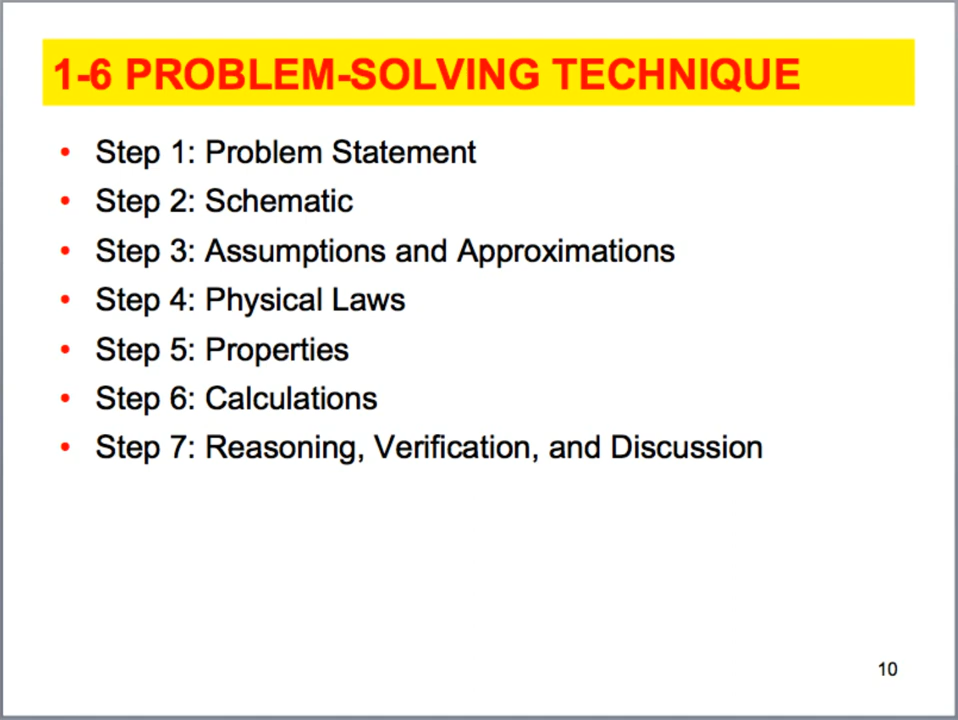 1-6 PROBLEM-SOLVING TECHNIQUE
• Step 1: Problem Statement
• Step 2: Schematic
• Step 3: Assumptions and Approximations
• Step 4: Physical Laws
• Step 5: Properties
• Step 6: Calculations
• Step 7: Reasoning, Verification, and Discussion
10